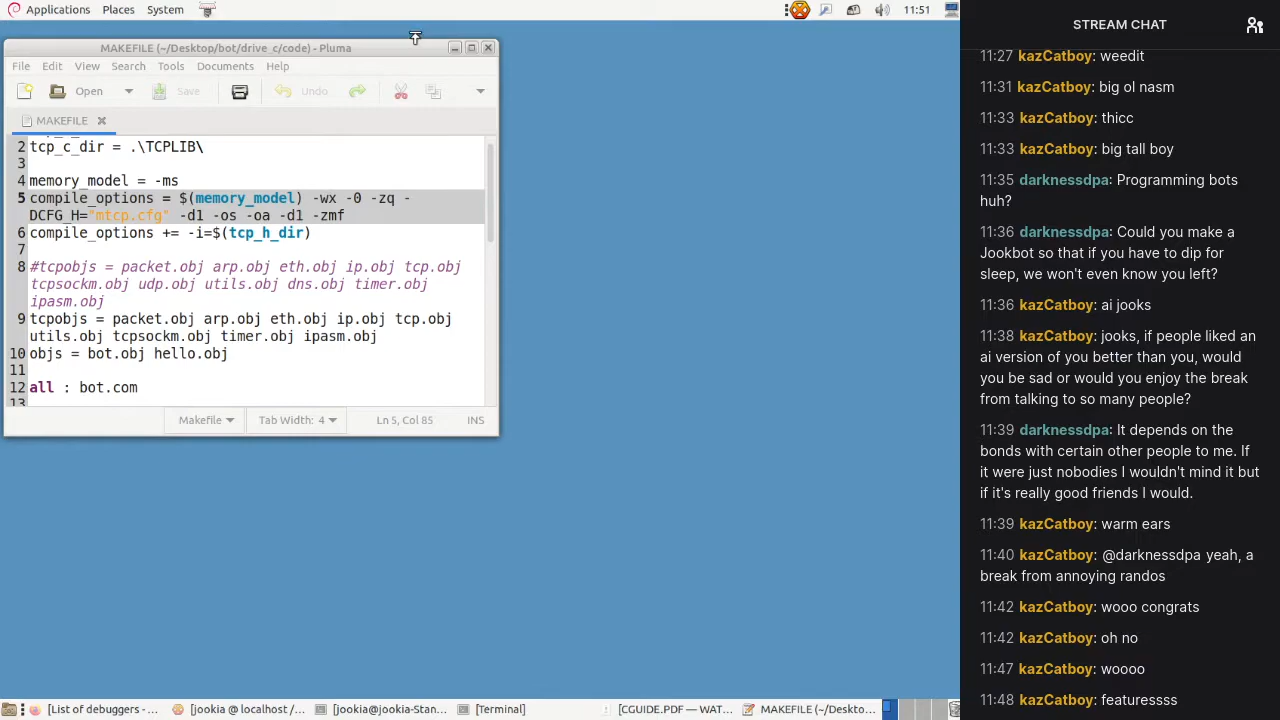 Applications Places System
11:51
MAKEFILE (~/Desktop/bot/drive_c/code) - Pluma
File Edit View Search Tools Documents Help
Open Save Undo
MAKEFILE
2 tcp_c_dir = .\TCPLIB\
3
4 memory_model = -ms
5 compile_options = $(memory_model) -wx -0 -zq -
DCFG_H="mtcp.cfg" -d1 -os -oa -d1 -zmf
6 compile_options += -i=$(tcp_h_dir)
7
8 #tcpobjs = packet.obj arp.obj eth.obj ip.obj tcp.obj
tcpsockm.obj udp.obj utils.obj dns.obj timer.obj
ipasm.obj
9 tcpobjs = packet.obj arp.obj eth.obj ip.obj tcp.obj
utils.obj tcpsockm.obj timer.obj ipasm.obj
10 objs = bot.obj hello.obj
11
12 all : bot.com
13
Makefile Tab Width: 4 Ln 5, Col 85 INS
[List of debuggers - ... [jookia @ localhost /... jookia@jookia-Stan... [Terminal] [CGUIDE.PDF — WAT... MAKEFILE (~/Deskto...
STREAM CHAT
11:27 kazCatboy: weedit
11:31 kazCatboy: big ol nasm
11:33 kazCatboy: thicc
11:33 kazCatboy: big tall boy
11:35 darknessdpa: Programming bots
huh?
11:36 darknessdpa: Could you make a
Jookbot so that if you have to dip for
sleep, we won't even know you left?
11:36 kazCatboy: ai jooks
11:38 kazCatboy: jooks, if people liked an
ai version of you better than you, would
you be sad or would you enjoy the break
from talking to so many people?
11:39 darknessdpa: It depends on the
bonds with certain other people to me. If
it were just nobodies I wouldn't mind it but
if it's really good friends I would.
11:39 kazCatboy: warm ears
11:40 kazCatboy: @darknessdpa yeah, a
break from annoying randos
11:42 kazCatboy: wooo congrats
11:42 kazCatboy: oh no
11:47 kazCatboy: woooo
11:48 kazCatboy: featuressss